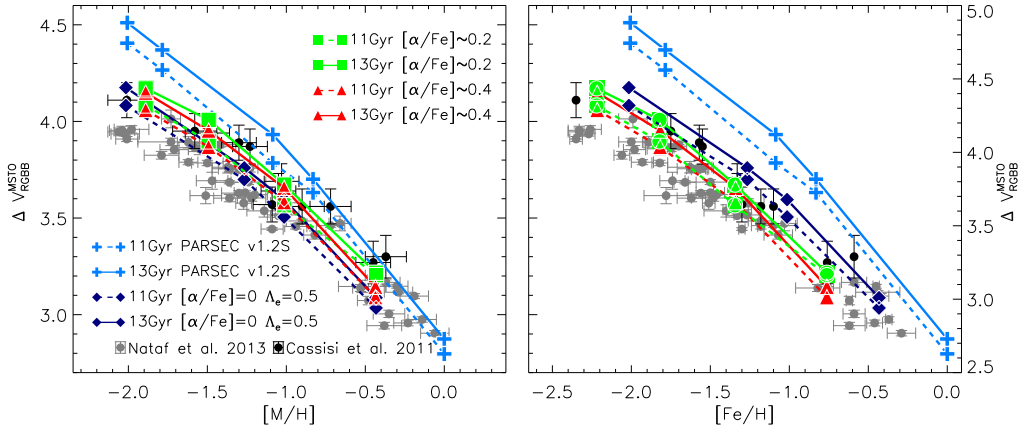 4.5
4.0
3.5
3.0
Δ V_RGBB^MSTO
11Gyr [α/Fe]~0.2
13Gyr [α/Fe]~0.2
11Gyr [α/Fe]~0.4
13Gyr [α/Fe]~0.4
11Gyr PARSEC v1.2S
13Gyr PARSEC v1.2S
11Gyr [α/Fe]=0 Λe=0.5
13Gyr [α/Fe]=0 Λe=0.5
Nataf et al. 2013 Cassisi et al. 2011
-2.0 -1.5 -1.0 -0.5 0.0
[M/H]
5.0
4.5
4.0
3.5
3.0
2.5
Δ V_RGBB^MSTO
-2.0 -1.5 -1.0 -0.5 0.0
[Fe/H]